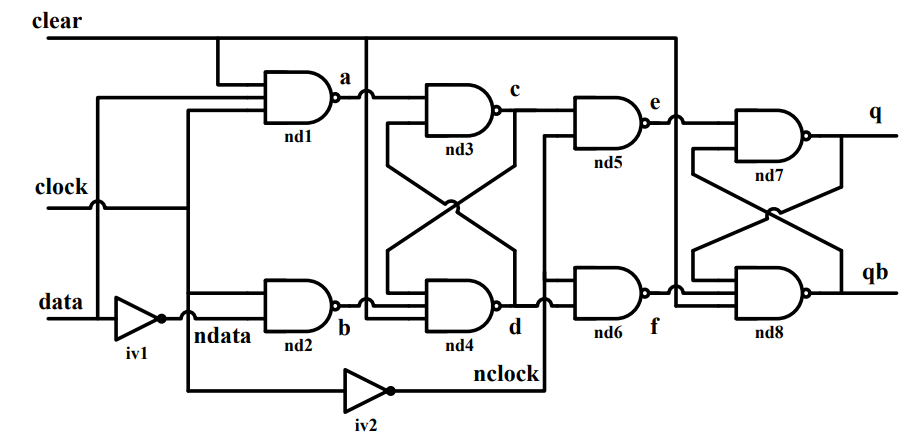 clear
a
nd1
c
nd3
e
nd5
q
nd7
clock
data
iv1
ndata
nd2
b
nd4
d
nd6
f
qb
nd8
nclock
iv2